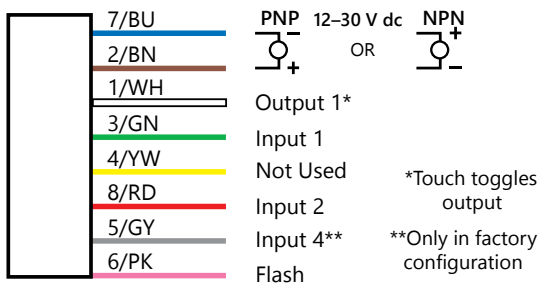 7/BU
PNP 12–30 V dc NPN
– +
2/BN
OR
+ –
1/WH
Output 1*
3/GN
Input 1
4/YW
Not Used
8/RD
Input 2
5/GY
Input 4**
6/PK
Flash
*Touch toggles
output
**Only in factory
configuration